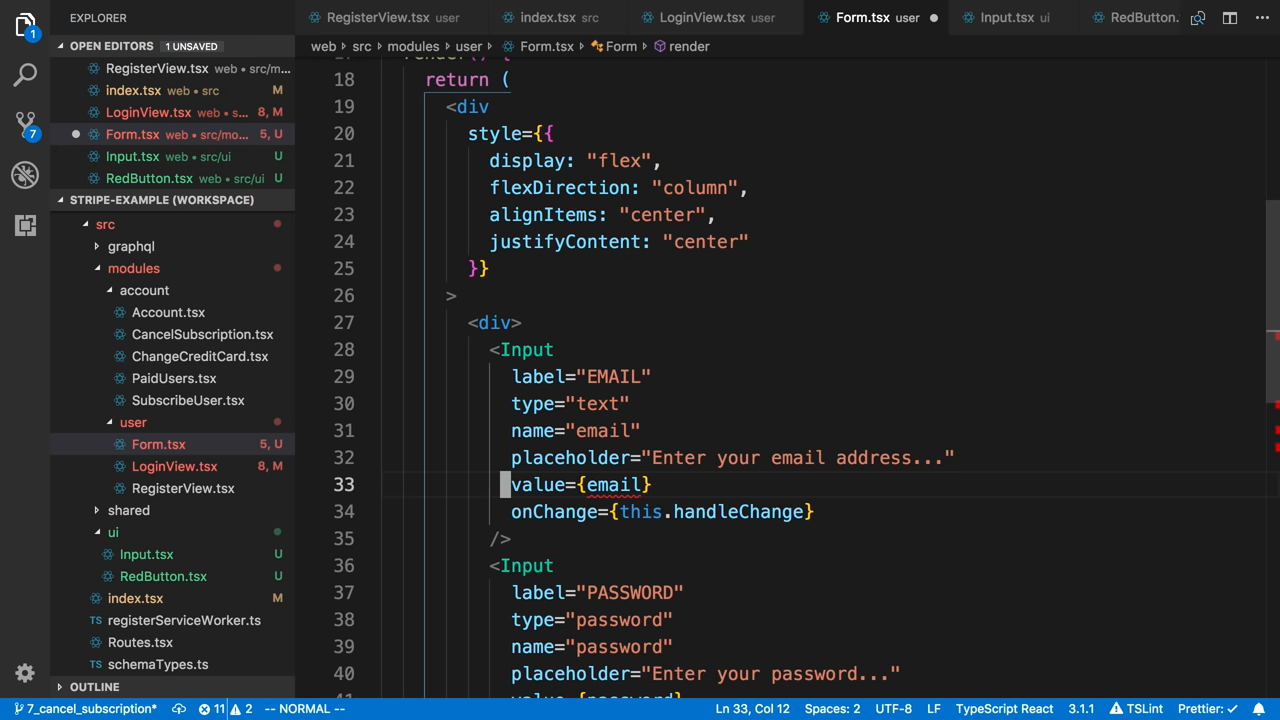 EXPLORER
RegisterView.tsx user
index.tsx src
LoginView.tsx user
Form.tsx user
Input.tsx ui
RedButton.
1
OPEN EDITORS 1 UNSAVED
web src modules user Form.tsx Form render
RegisterView.tsx web • src/m...
index.tsx web • src M
LoginView.tsx web • s... 8, M
Form.tsx web • src/mo... 5, U
Input.tsx web • src/ui U
RedButton.tsx web • src/ui U
7
STRIPE-EXAMPLE (WORKSPACE)
src
graphql
modules
account
Account.tsx
CancelSubscription.tsx
ChangeCreditCard.tsx
PaidUsers.tsx
SubscribeUser.tsx
user
Form.tsx 5, U
LoginView.tsx 8, M
RegisterView.tsx
shared
ui
Input.tsx U
RedButton.tsx U
index.tsx M
registerServiceWorker.ts
Routes.tsx
schemaTypes.ts
OUTLINE
18 return (
19 <div
20 style={{
21 display: "flex",
22 flexDirection: "column",
23 alignItems: "center",
24 justifyContent: "center"
25 }}
26 >
27 <div>
28 <Input
29 label="EMAIL"
30 type="text"
31 name="email"
32 placeholder="Enter your email address..."
33 value={email}
34 onChange={this.handleChange}
35 />
36 <Input
37 label="PASSWORD"
38 type="password"
39 name="password"
40 placeholder="Enter your password..."
41 value={password}
7_cancel_subscription* 11 2 -- NORMAL -- Ln 33, Col 12 Spaces: 2 UTF-8 LF TypeScript React 3.1.1 TSLint Prettier: ✓